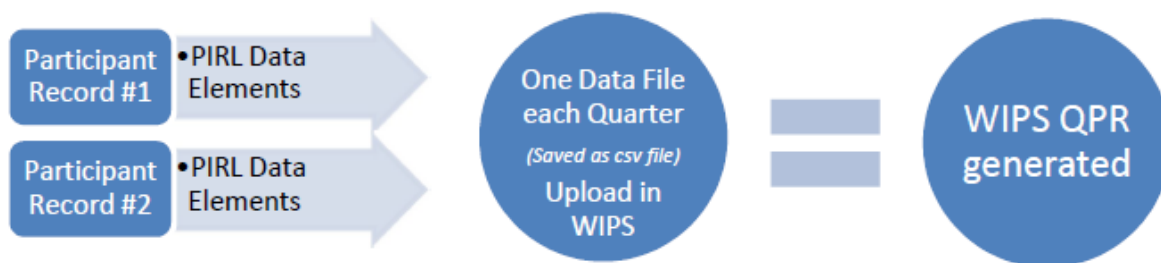 Participant
Record #1
•PIRL Data
Elements
Participant
Record #2
•PIRL Data
Elements
One Data File
each Quarter
(Saved as csv file)
Upload in
WIPS
WIPS QPR
generated